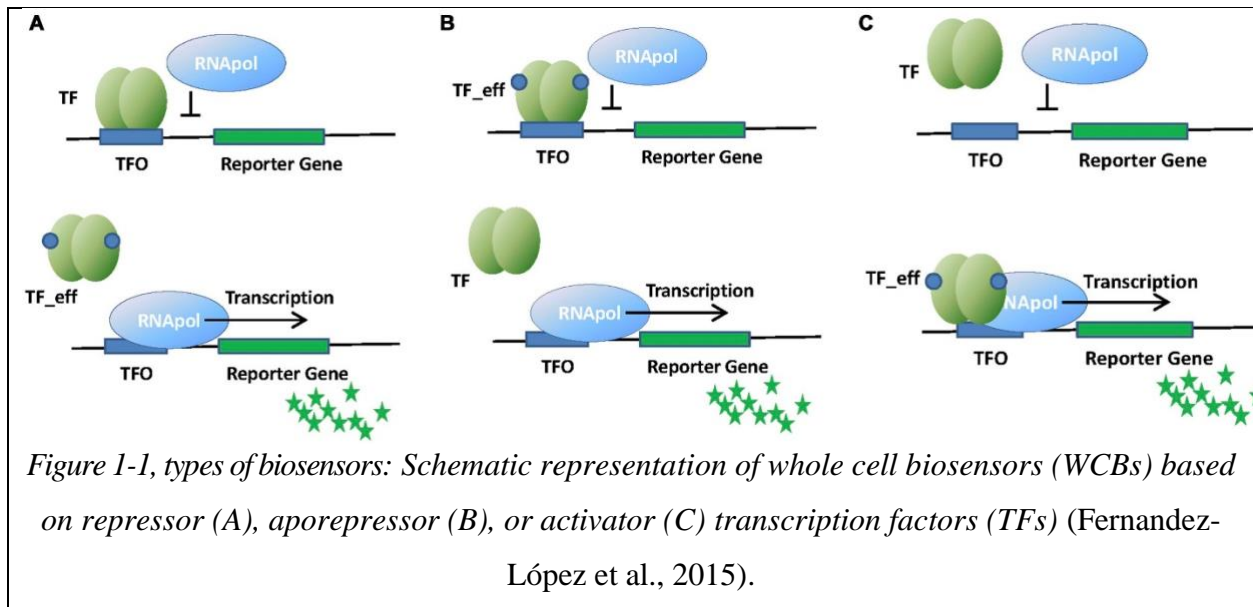 A
B
C
RNApol
TF
TFO
Reporter Gene
RNApol
TF_eff
TFO
Reporter Gene
TF
RNApol
TFO
Reporter Gene
TF_eff
Transcription
RNApol
TFO
Reporter Gene
TF
Transcription
RNApol
TFO
Reporter Gene
TF_eff
Transcription
NApol
TFO
Reporter Gene
Figure 1-1, types of biosensors: Schematic representation of whole cell biosensors (WCBs) based
on repressor (A), aporepressor (B), or activator (C) transcription factors (TFs) (Fernandez-
López et al., 2015).